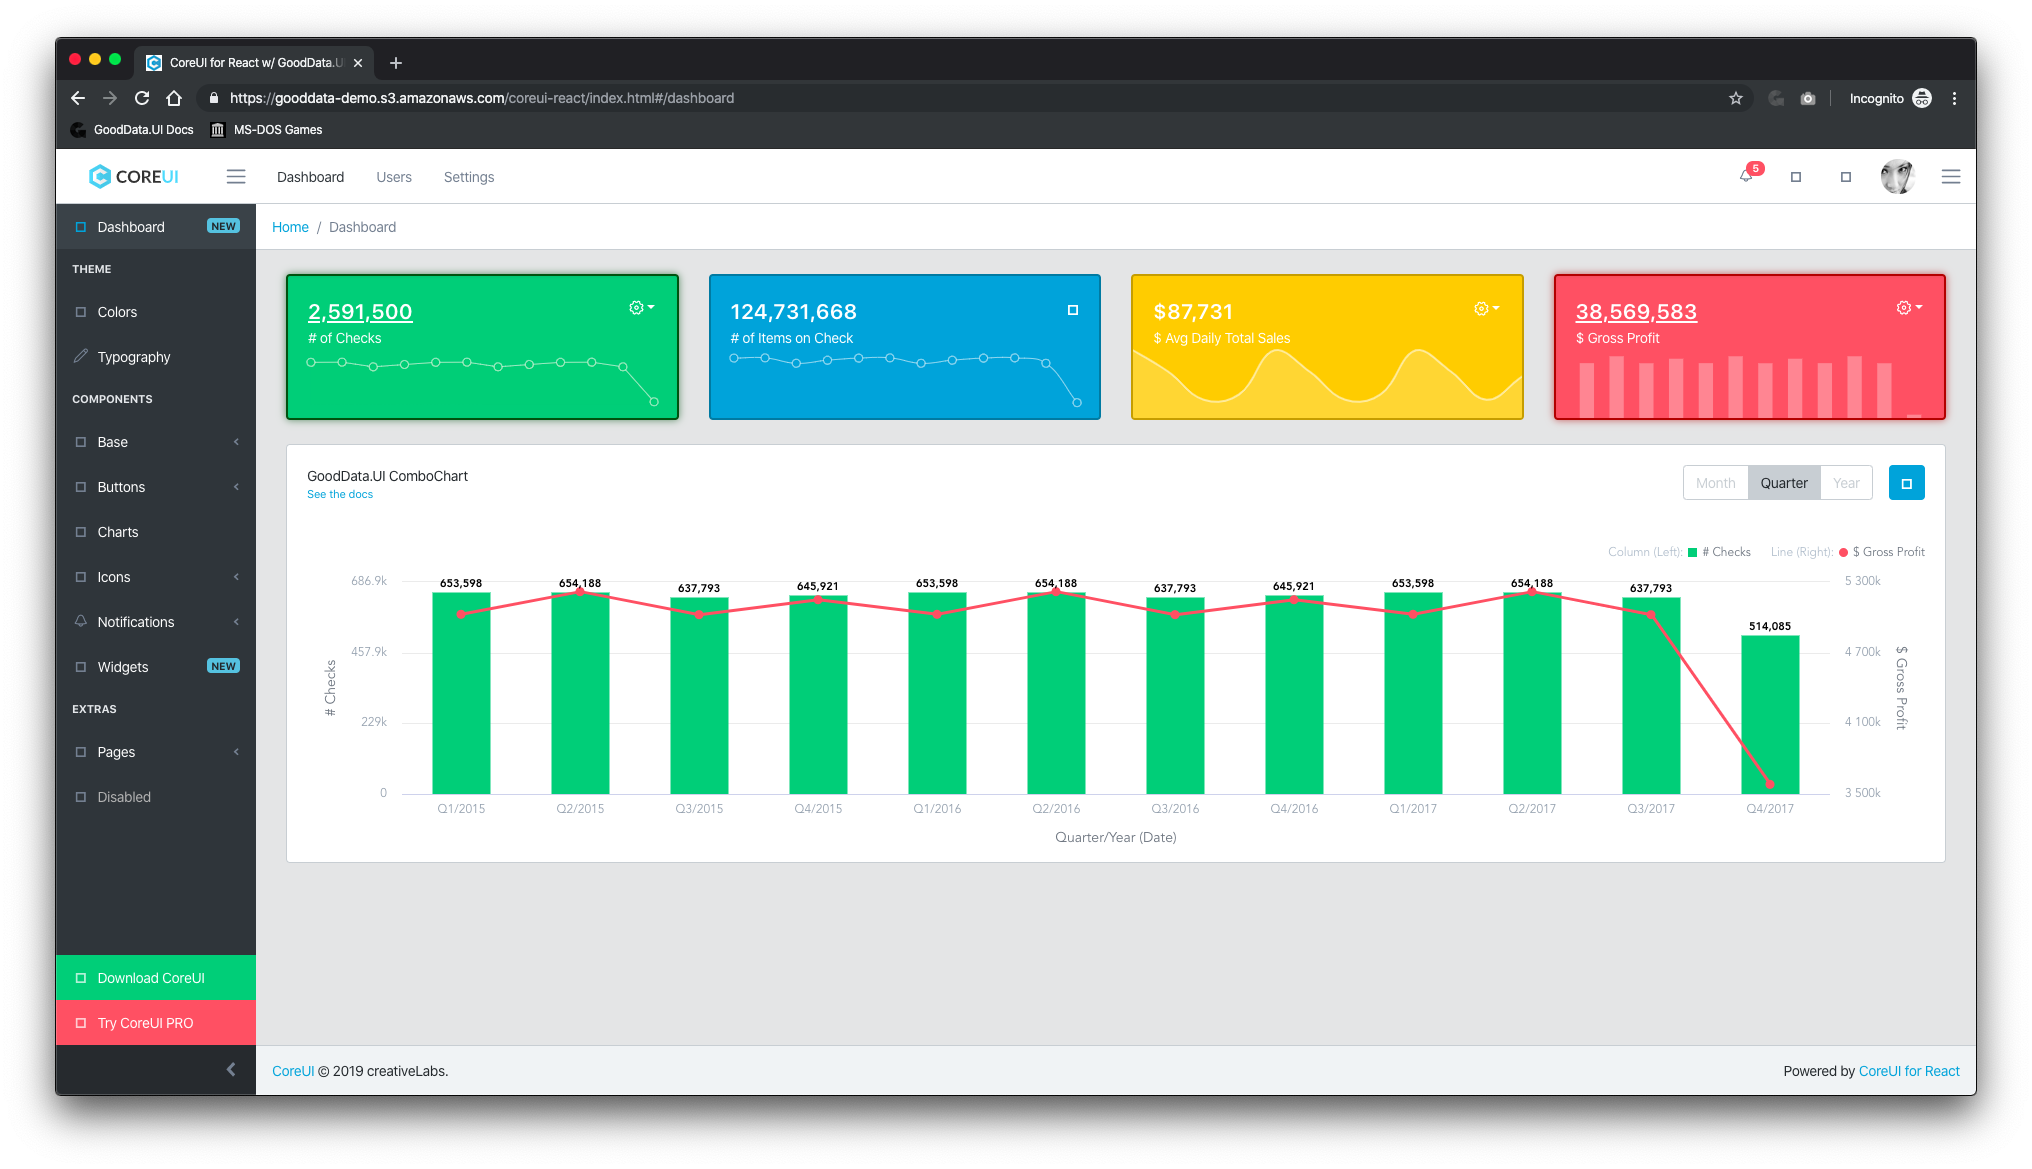 CoreUI for React w/ GoodData.U
https://gooddata-demo.s3.amazonaws.com/coreui-react/index.html#/dashboard
Incognito
GoodData.UI Docs
MS-DOS Games
COREUI
Dashboard
Users
Settings
5
Dashboard
NEW
THEME
Colors
Typography
COMPONENTS
Base
Buttons
Charts
Icons
Notifications
Widgets
NEW
EXTRAS
Pages
Disabled
Download CoreUI
Try CoreUI PRO
Home / Dashboard
2,591,500
# of Checks
124,731,668
# of Items on Check
$87,731
$ Avg Daily Total Sales
38,569,583
$ Gross Profit
GoodData.UI ComboChart
See the docs
Month
Quarter
Year
Column (Left): # Checks
Line (Right): $ Gross Profit
# Checks
686.9k
457.9k
229k
0
653,598
654,188
637,793
645,921
653,598
654,188
637,793
645,921
653,598
654,188
637,793
514,085
5 300k
4 700k
4 100k
3 500k
$ Gross Profit
Q1/2015
Q2/2015
Q3/2015
Q4/2015
Q1/2016
Q2/2016
Q3/2016
Q4/2016
Q1/2017
Q2/2017
Q3/2017
Q4/2017
Quarter/Year (Date)
CoreUI © 2019 creativeLabs.
Powered by CoreUI for React